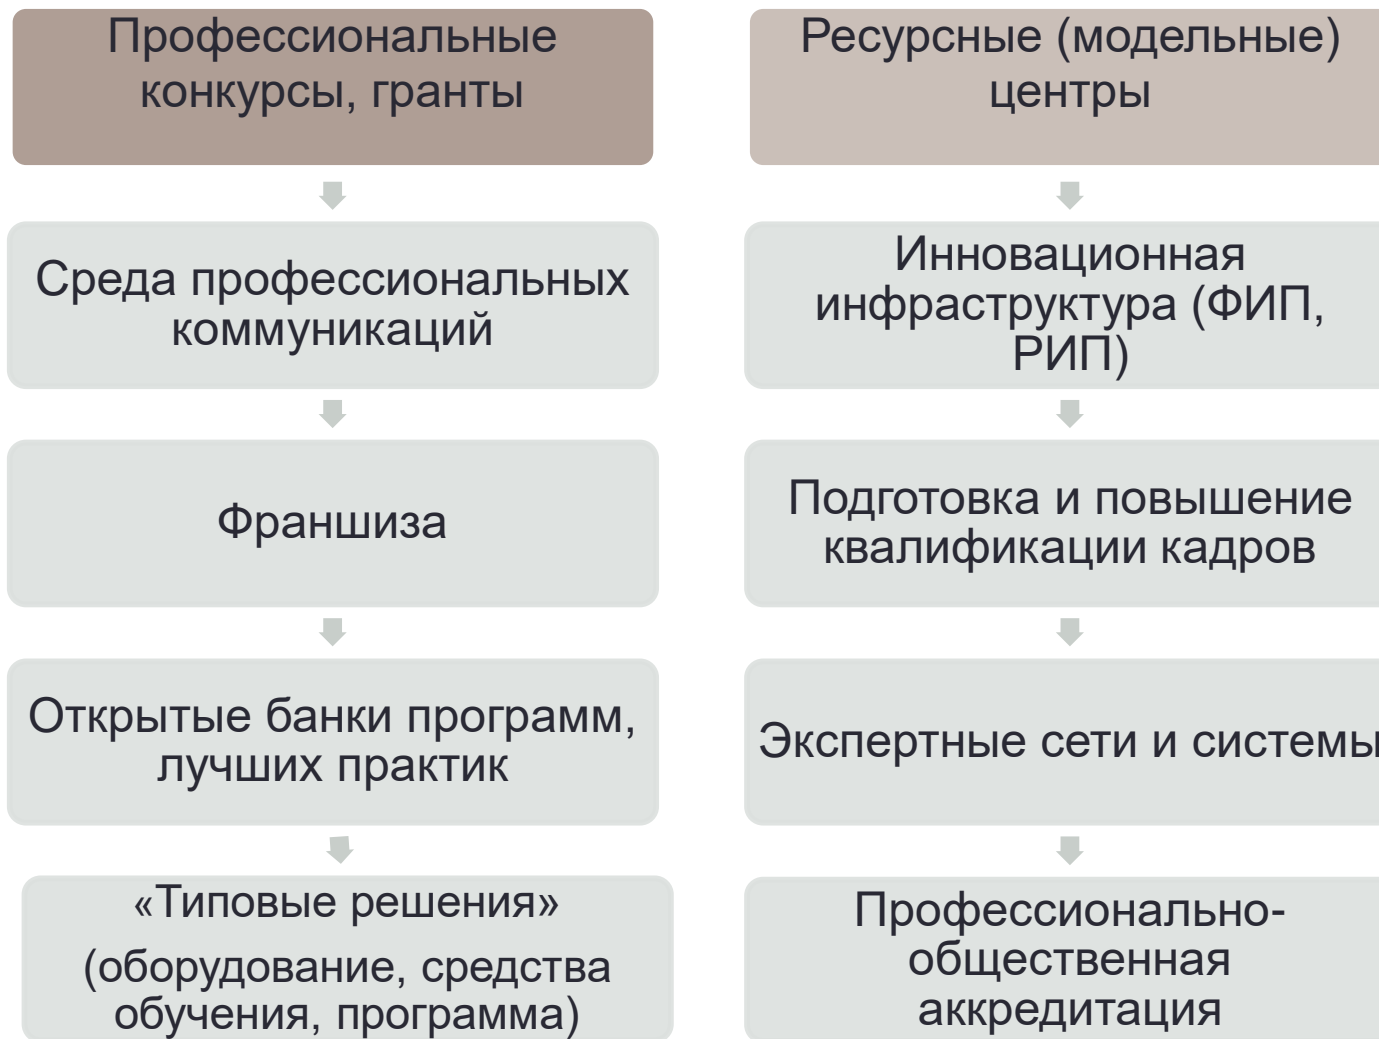 Профессиональные
конкурсы, гранты
Среда профессиональных
коммуникаций
Франшиза
Открытые банки программ,
лучших практик
«Типовые решения»
(оборудование, средства
обучения, программа)
Ресурсные (модельные)
центры
Инновационная
инфраструктура (ФИП,
РИП)
Подготовка и повышение
квалификации кадров
Экспертные сети и системы
Профессионально-
общественная
аккредитация